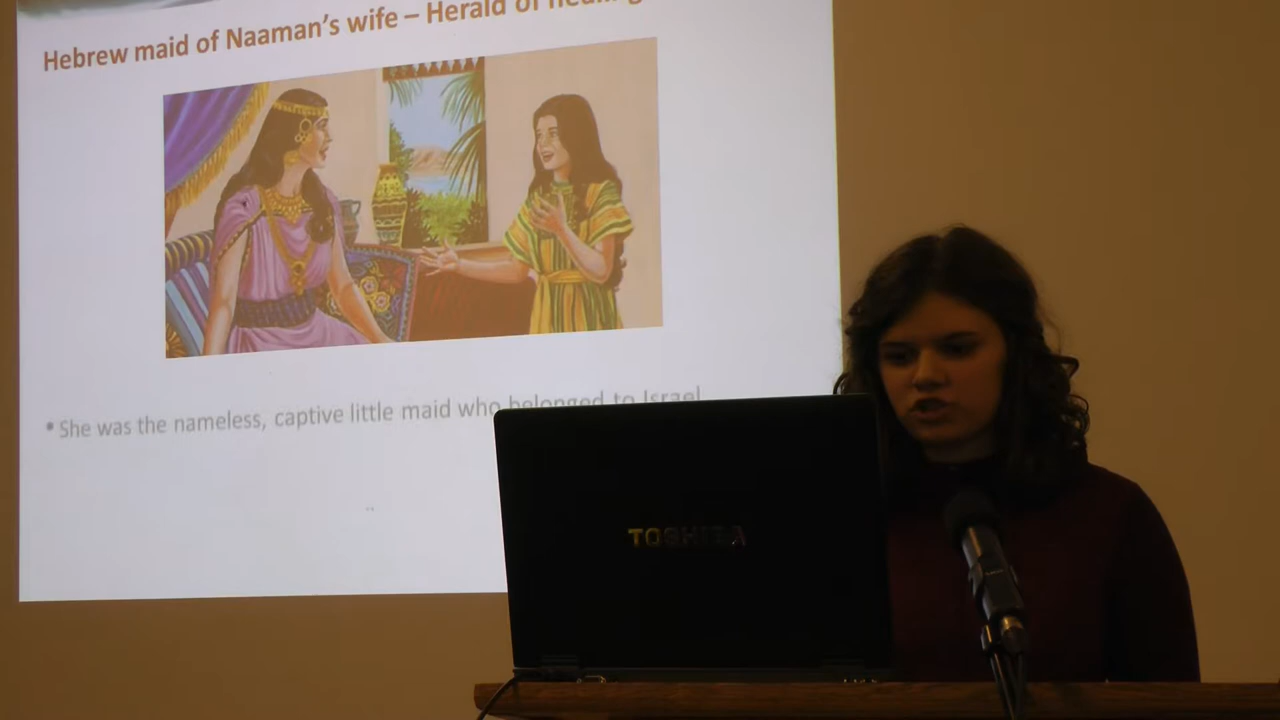 Hebrew maid of Naaman's wife – Herald of healing
* She was the nameless, captive little maid who belonged to Israel
TOSHIBA